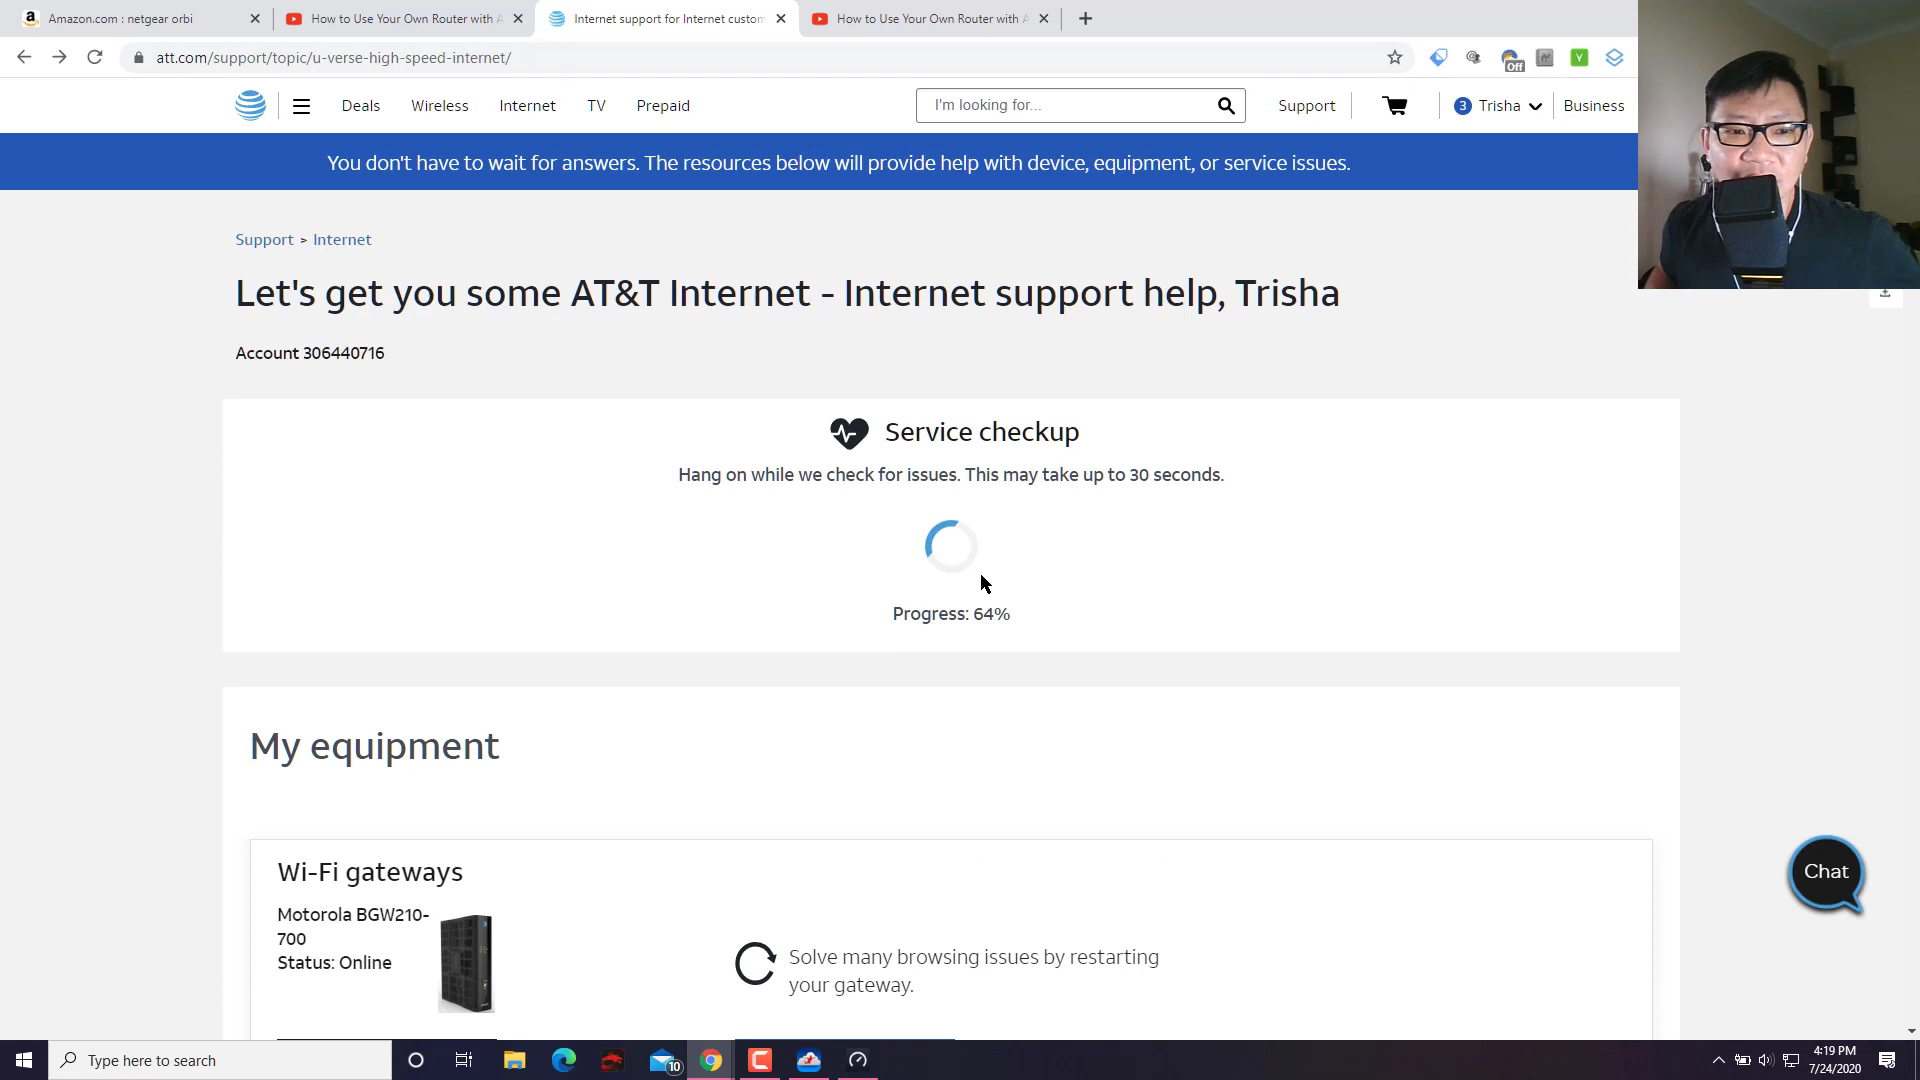 Amazon.com : netgear orbi
How to Use Your Own Router with A
Internet support for Internet custom
How to Use Your Own Router with A
att.com/support/topic/u-verse-high-speed-internet/
Off
Y
Deals
Wireless
Internet
TV
Prepaid
I'm looking for...
Support
3
Trisha
Business
You don't have to wait for answers. The resources below will provide help with device, equipment, or service issues.
Support > Internet
Let's get you some AT&T Internet - Internet support help, Trisha
Account 306440716
Service checkup
Hang on while we check for issues. This may take up to 30 seconds.
Progress: 64%
My equipment
Wi-Fi gateways
Motorola BGW210-
700
Status: Online
Solve many browsing issues by restarting
your gateway.
Chat
Type here to search
10
4:19 PM
7/24/2020